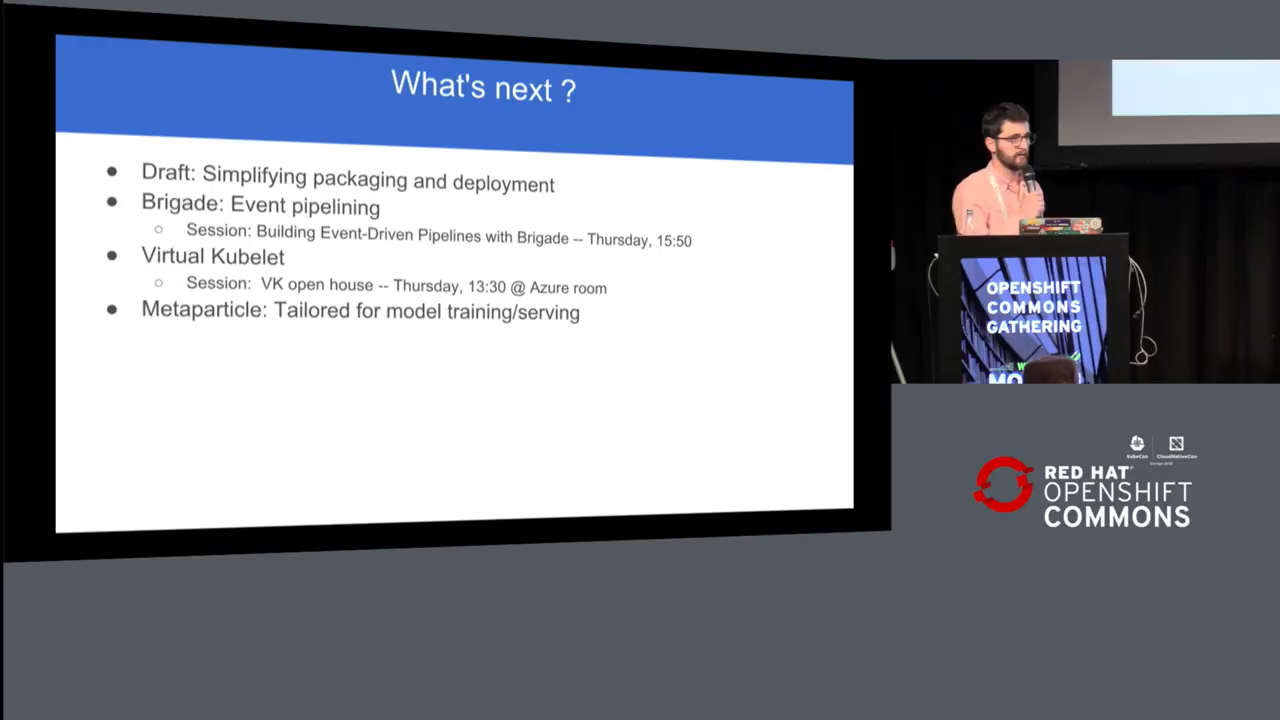 What's next ?
Draft: Simplifying packaging and deployment
Brigade: Event pipelining
Session: Building Event-Driven Pipelines with Brigade -- Thursday, 15:50
Virtual Kubelet
Session: VK open house -- Thursday, 13:30 @ Azure room
Metaparticle: Tailored for model training/serving
OPENSHIFT
COMMONS
GATHERING
KubeCon
CloudNativeCon
RED HAT
OPENSHIFT
COMMONS